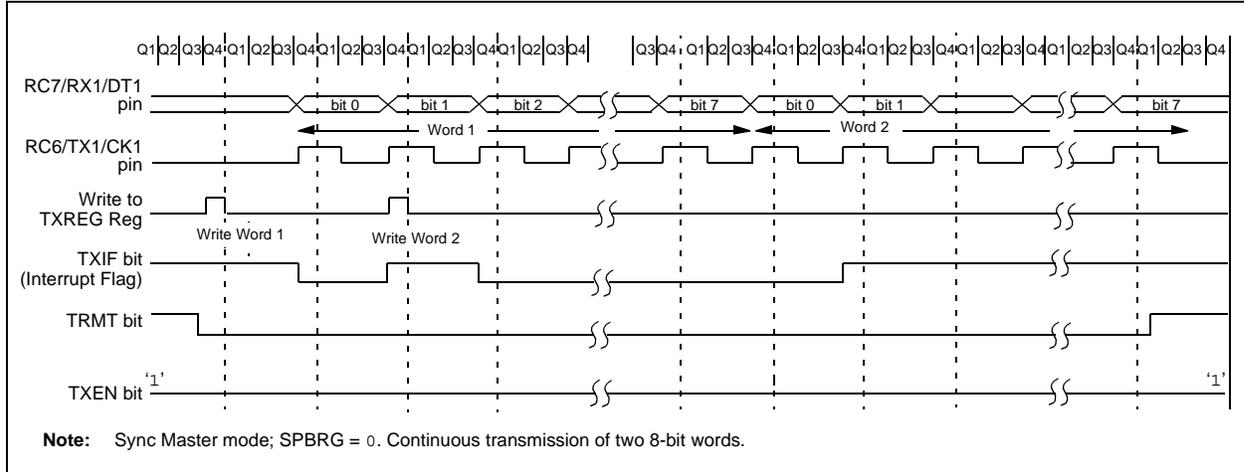 Q1 Q2 Q3 Q4 Q1 Q2 Q3 Q4 Q1 Q2 Q3 Q4 Q1 Q2 Q3 Q4 Q3 Q4 Q1 Q2 Q3 Q4 Q1 Q2 Q3 Q4 Q1 Q2 Q3 Q4 Q1 Q2 Q3 Q4 Q1 Q2 Q3 Q4 Q1 Q2 Q3 Q4
RC7/RX1/DT1
pin
bit 0 bit 1 bit 2 bit 7 bit 0 bit 1 bit 7
Word 1 Word 2
RC6/TX1/CK1
pin
Write to
TXREG Reg
Write Word 1 Write Word 2
TXIF bit
(Interrupt Flag)
TRMT bit
‘1’ ‘1’
TXEN bit
Note: Sync Master mode; SPBRG = 0. Continuous transmission of two 8-bit words.